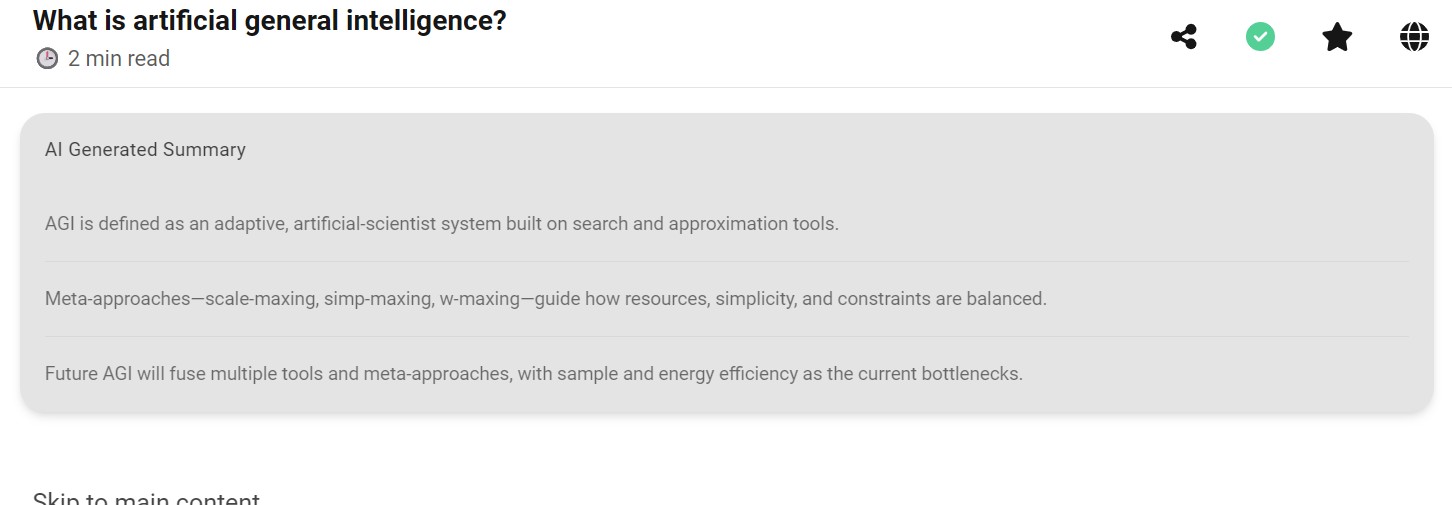 What is artificial general intelligence?
2 min read
AI Generated Summary
AGI is defined as an adaptive, artificial-scientist system built on search and approximation tools.
Meta-approaches—scale-maxing, simp-maxing, w-maxing—guide how resources, simplicity, and constraints are balanced.
Future AGI will fuse multiple tools and meta-approaches, with sample and energy efficiency as the current bottlenecks.
Skip to main content